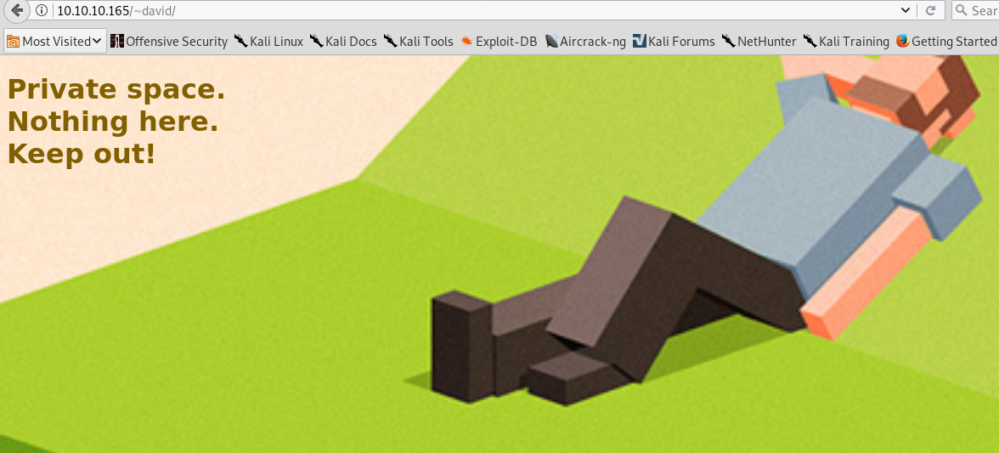 10.10.10.165/~david/
Sear
Most Visited
Offensive Security
Kali Linux
Kali Docs
Kali Tools
Exploit-DB
Aircrack-ng
Kali Forums
NetHunter
Kali Training
Getting Started
Private space.
Nothing here.
Keep out!